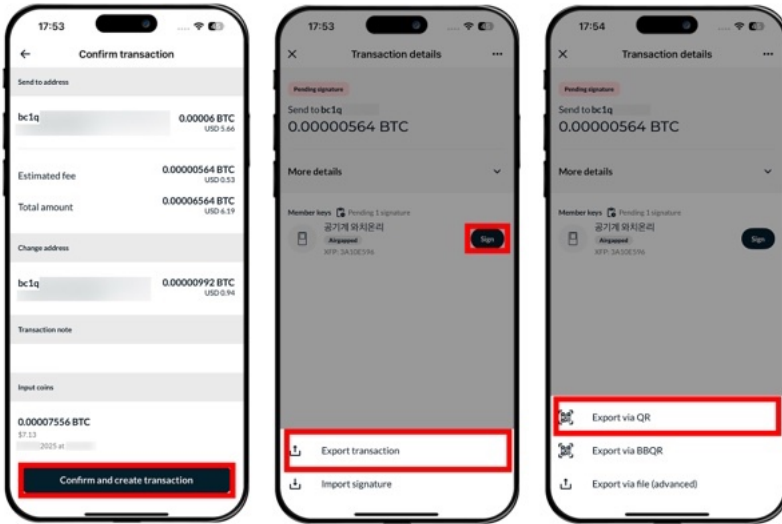 17:53
Confirm transaction
Send to address
bc1q
0.00006 BTC
USD 5.66
Estimated fee
0.00000564 BTC
USD 0.53
Total amount
0.00006564 BTC
USD 6.19
Change address
bc1q
0.00000992 BTC
USD 0.94
Transaction note
Input coins
0.00007556 BTC
$7.13
2025 at
Confirm and create transaction
17:53
Transaction details
Pending signature
Send to bc1q
0.00000564 BTC
More details
Member keys Pending 1 signature
공기계 와치온리
Airgapped
XFP: 3A10E596
Sign
Export transaction
Import signature
17:54
Transaction details
Pending signature
Send to bc1q
0.00000564 BTC
More details
Member keys Pending 1 signature
공기계 와치온리
Airgapped
XFP: 3A10E596
Sign
Export via QR
Export via BBQR
Export via file (advanced)